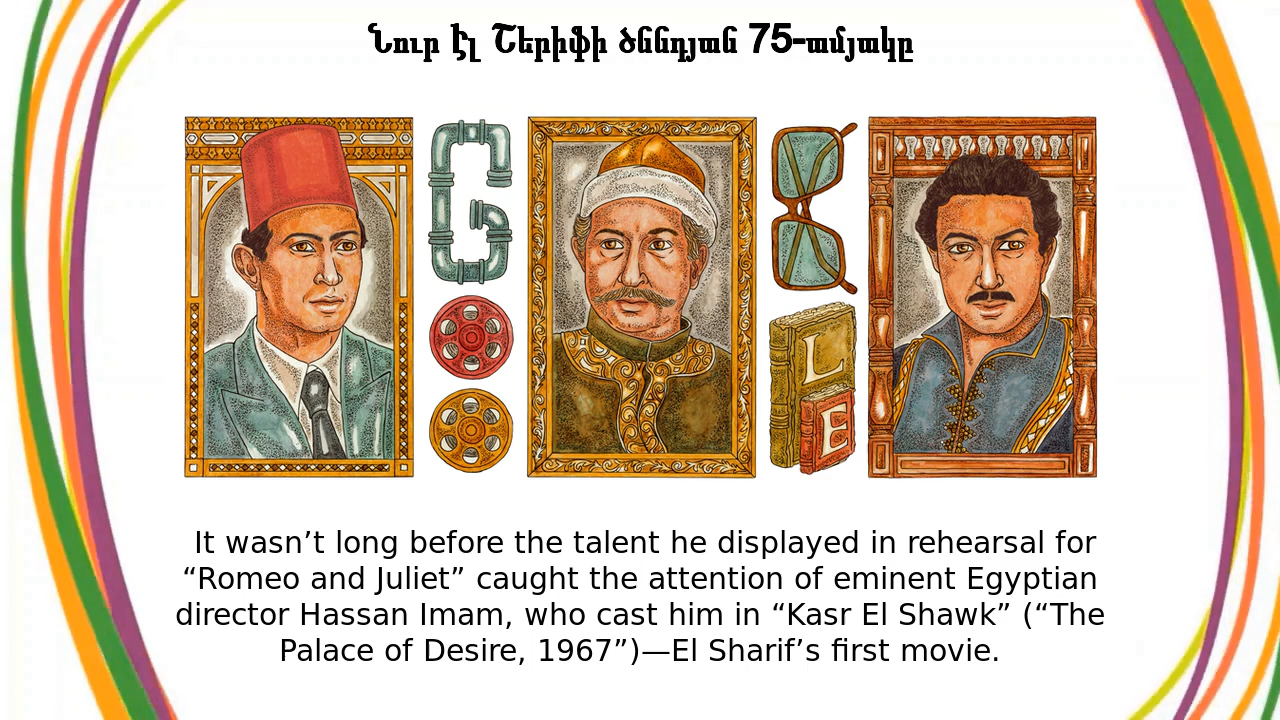 Նուր Էլ Շերիֆի ծննդյան 75-ամյակը
G
L
E
It wasn’t long before the talent he displayed in rehearsal for
“Romeo and Juliet” caught the attention of eminent Egyptian
director Hassan Imam, who cast him in “Kasr El Shawk” (“The
Palace of Desire, 1967”)—El Sharif’s first movie.